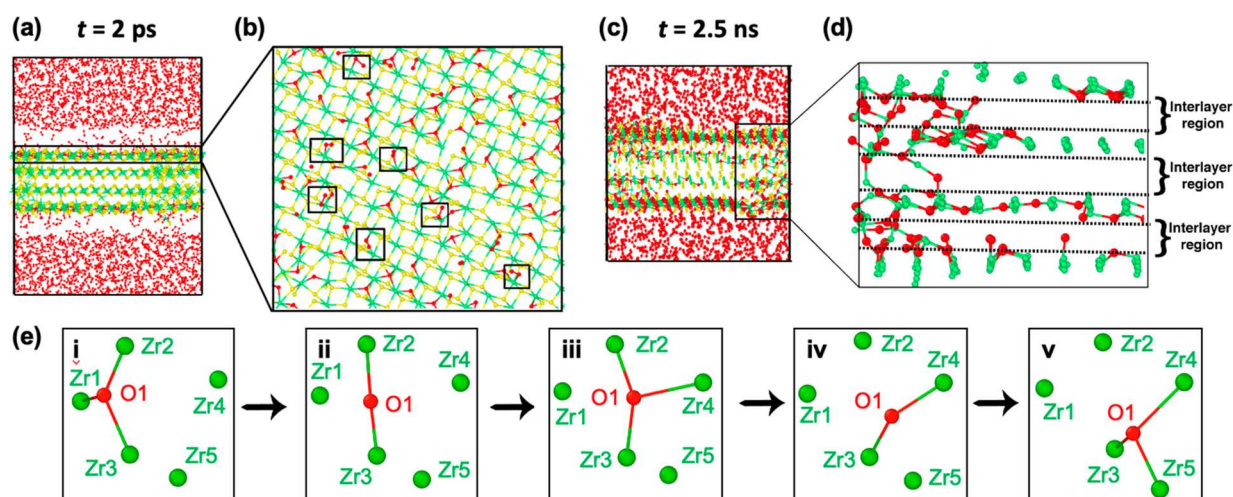 (a) t = 2 ps (b) (c) t = 2.5 ns (d)
Interlayer
region
Interlayer
region
Interlayer
region
(e)
i Zr2 Zr1 O1 Zr4 Zr3 Zr5
ii Zr2 Zr1 Zr4 O1 Zr3 Zr5
iii Zr2 Zr4 Zr1 O1 Zr3 Zr5
iv Zr2 Zr4 O1 Zr1 Zr3 Zr5
v Zr2 Zr4 Zr1 O1 Zr3 Zr5